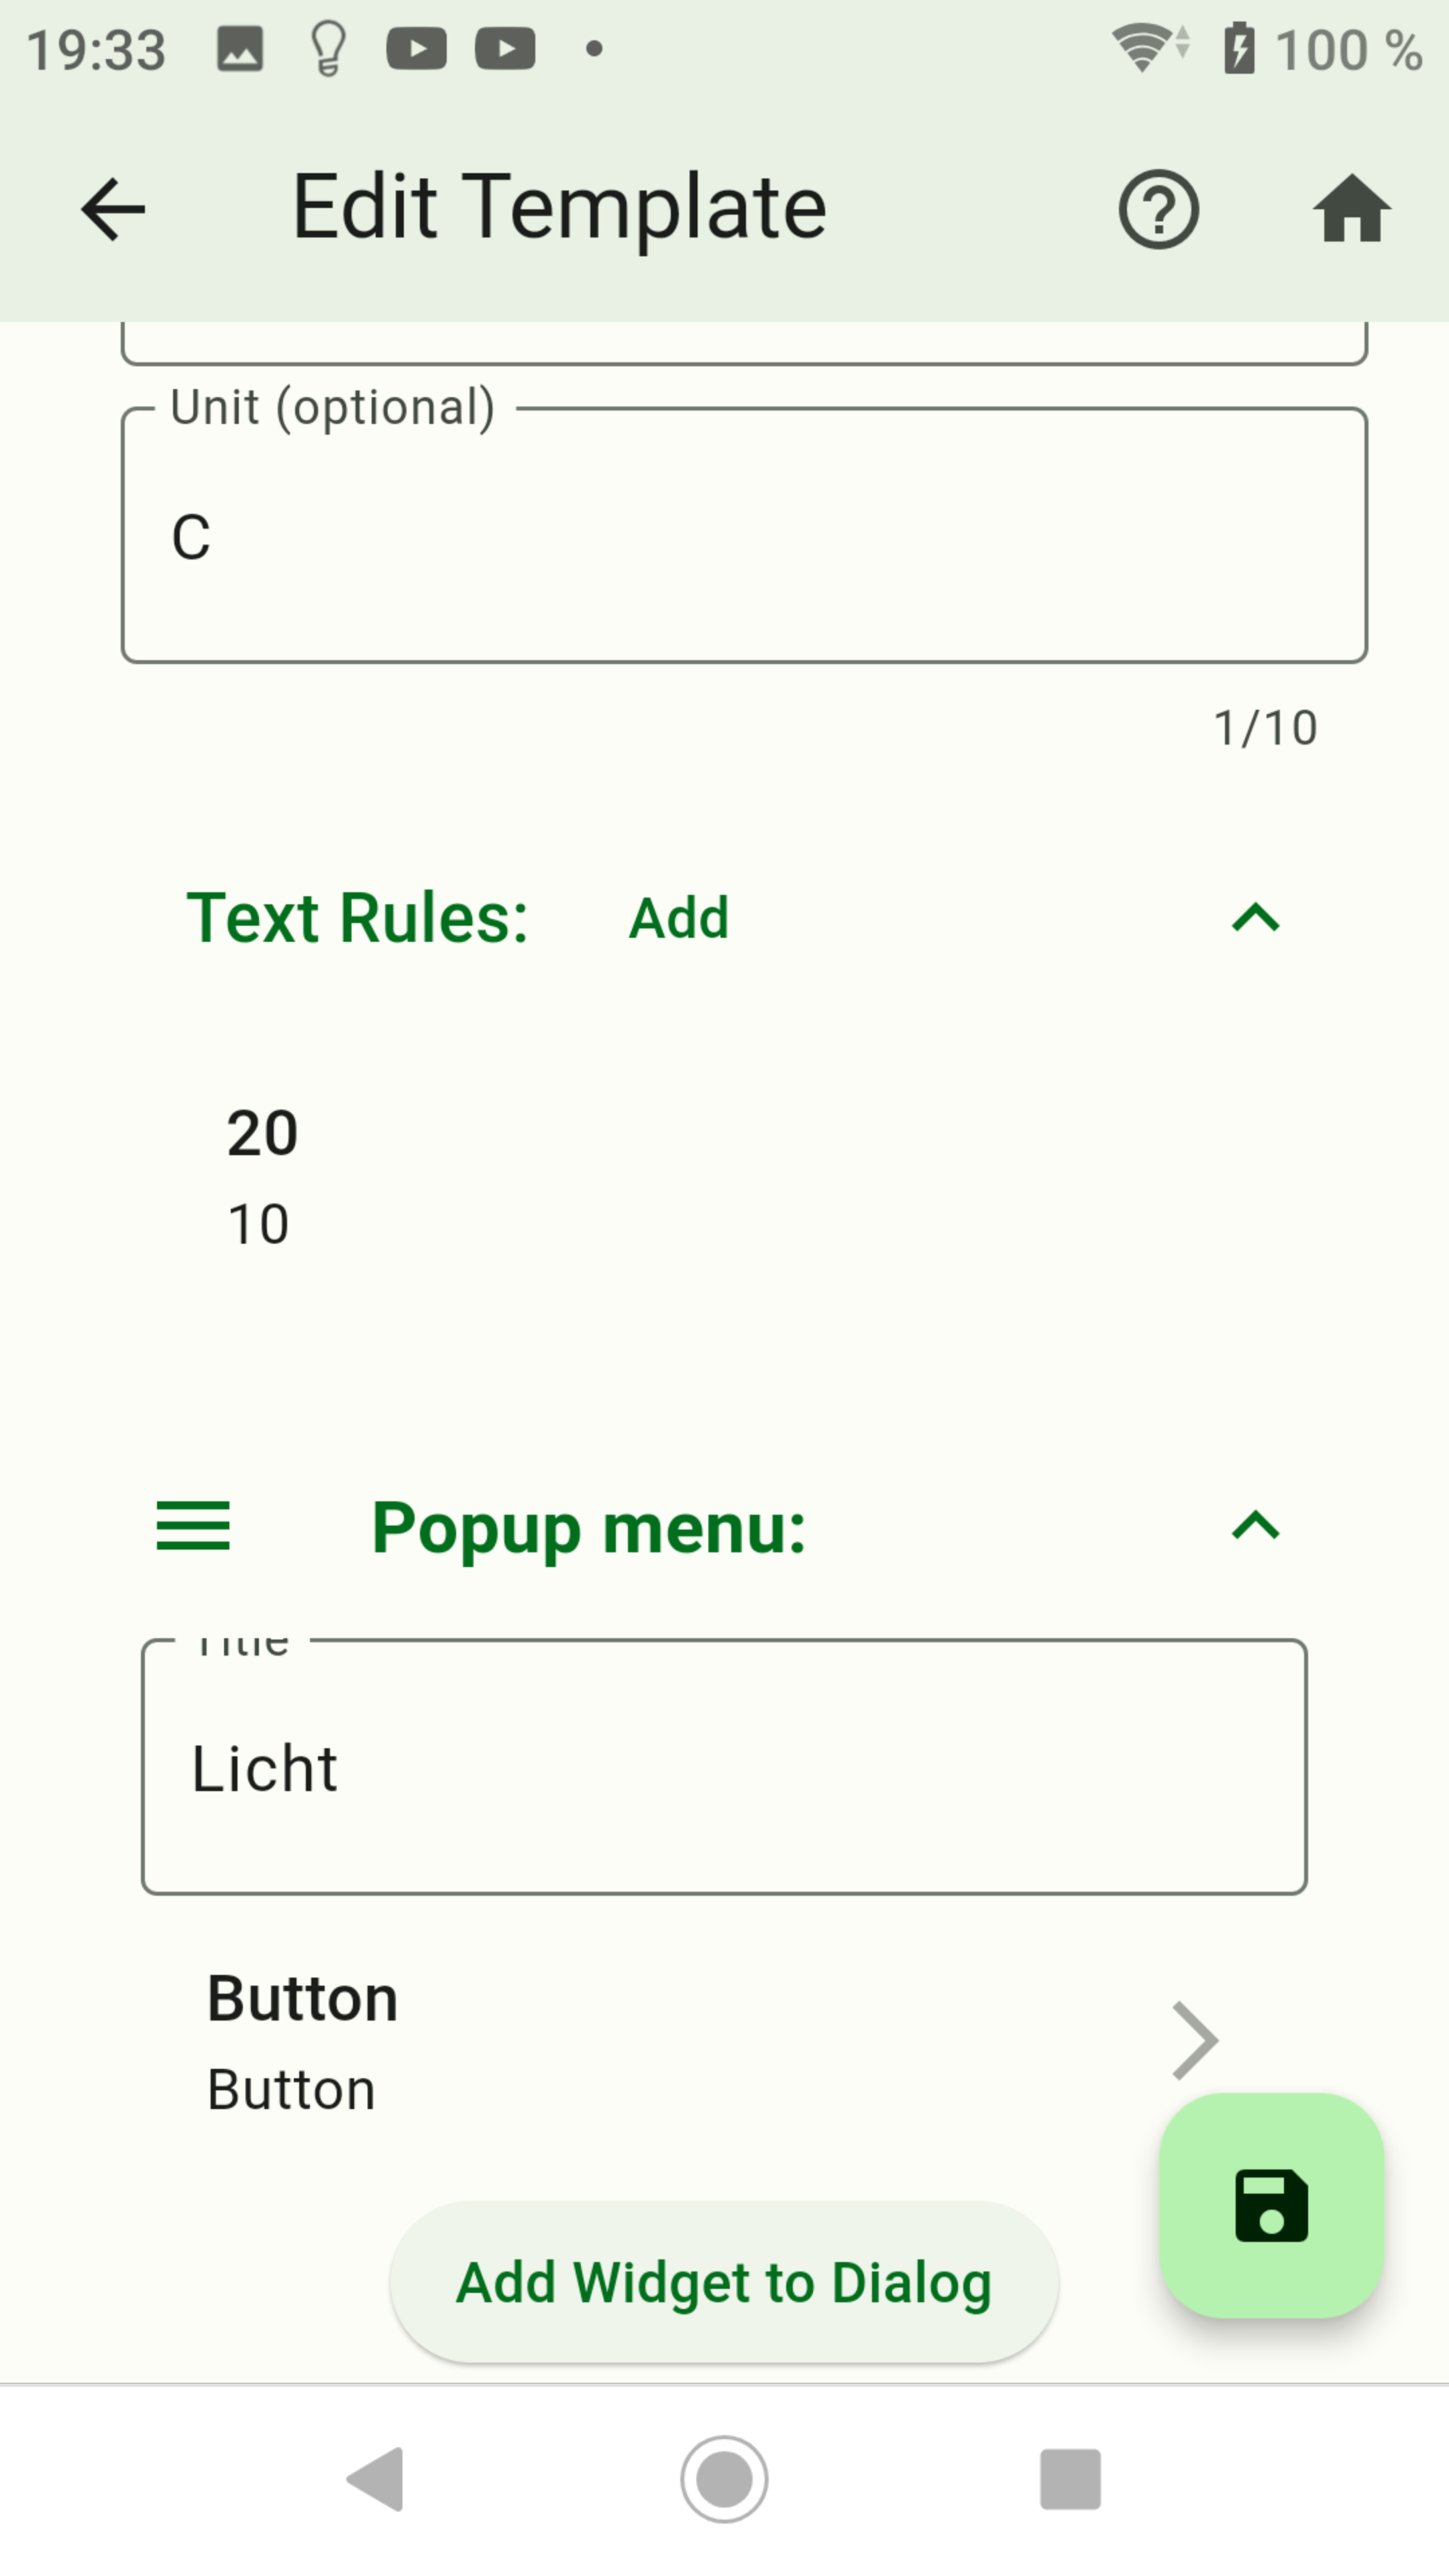 19:33 100 %
Edit Template
Unit (optional)
C
1/10
Text Rules: Add
20
10
Popup menu:
Title
Licht
Button
Button
Add Widget to Dialog